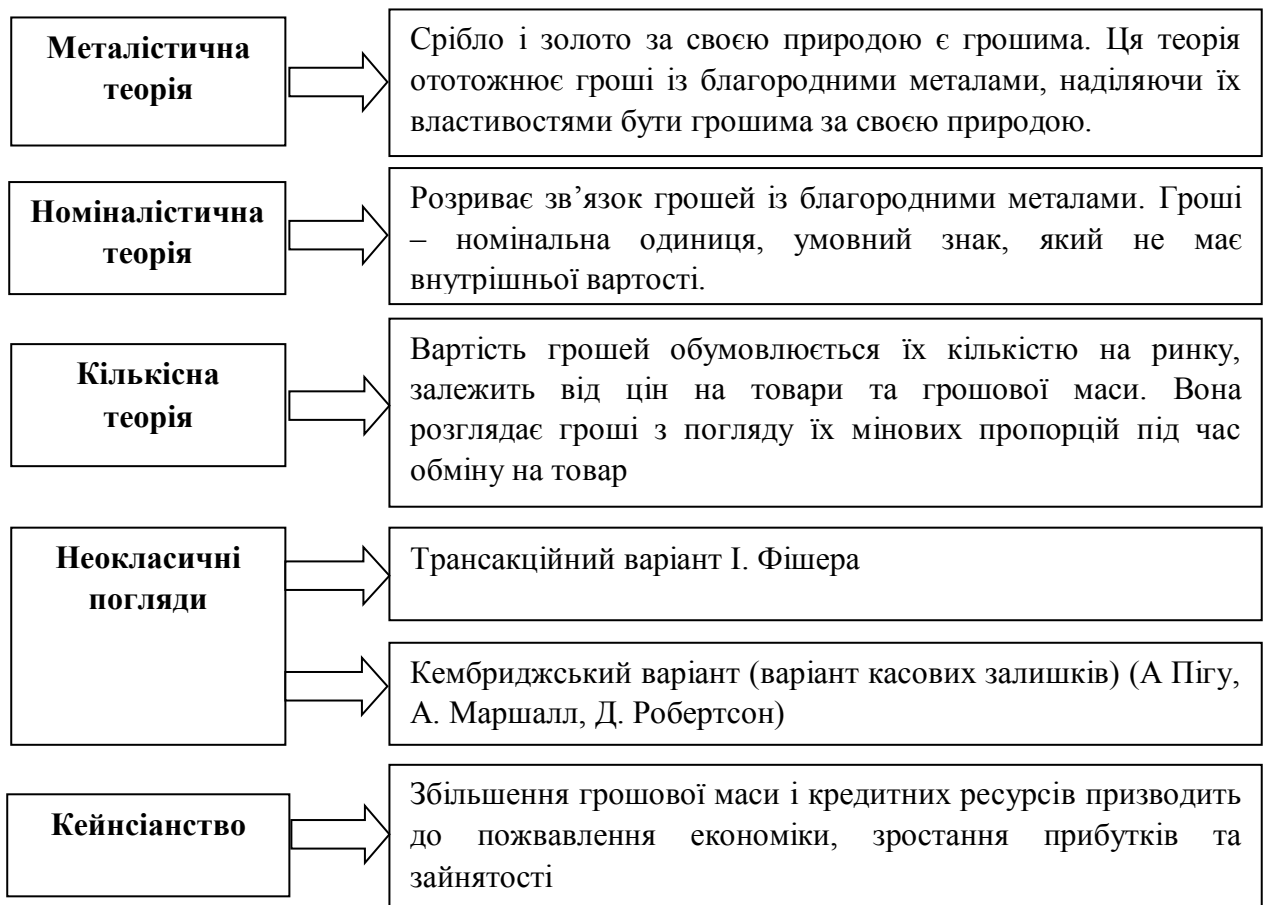 Металістична
теорія
Срібло і золото за своєю природою є грошима. Ця теорія
ототожнює гроші із благородними металами, наділяючи їх
властивостями бути грошима за своєю природою.
Номіналістична
теорія
Розриває зв’язок грошей із благородними металами. Гроші
– номінальна одиниця, умовний знак, який не має
внутрішньої вартості.
Кількісна
теорія
Вартість грошей обумовлюється їх кількістю на ринку,
залежить від цін на товари та грошової маси. Вона
розглядає гроші з погляду їх мінових пропорцій під час
обміну на товар
Неокласичні
погляди
Трансакційний варіант І. Фішера
Кембриджський варіант (варіант касових залишків) (А Пігу,
А. Маршалл, Д. Робертсон)
Кейнсіанство
Збільшення грошової маси і кредитних ресурсів призводить
до пожвавлення економіки, зростання прибутків та
зайнятості